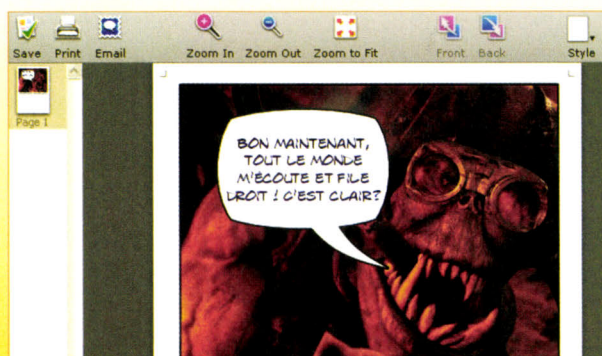 Save Print Email Zoom In Zoom Out Zoom to Fit Front Back Style
Page 1
BON MAINTENANT,
TOUT LE MONDE
M'ÉCOUTE ET FILE
DROIT ! C'EST CLAIR?